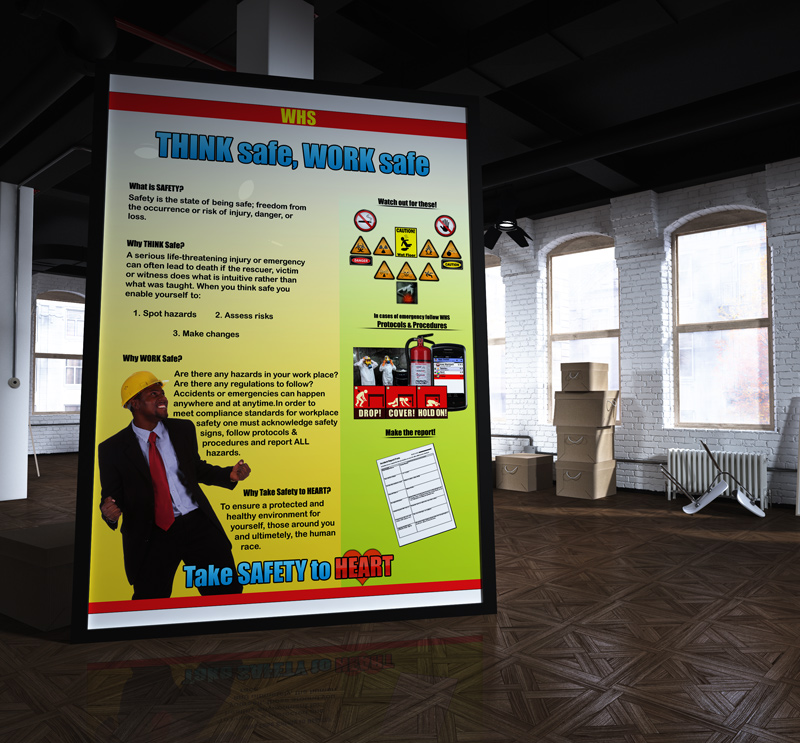 WHS
THINK safe, WORK safe
What is SAFETY?
Safety is the state of being safe; freedom from
the occurrence or risk of injury, danger, or
loss.
Why THINK Safe?
A serious life-threatening injury or emergency
can often lead to death if the rescuer, victim
or witness does what is intuitive rather than
what was taught. When you think safe you
enable yourself to:
1. Spot hazards 2. Assess risks
3. Make changes
Why WORK Safe?
Are there any hazards in your work place?
Are there any regulations to follow?
Accidents or emergencies can happen
anywhere and at anytime.In order to
meet compliance standards for workplace
safety one must acknowledge safety
signs, follow protocols &
procedures and report ALL
hazards.
Why Take Safety to HEART?
To ensure a protected and
healthy environment for
yourself, those around you
and ultimately, the human
race.
Watch out for these!
CAUTION
Wet Floor
DANGER
CAUTION
In cases of emergency follow WHS
Protocols & Procedures
DROP! COVER! HOLD ON!
Make the report!
Take SAFETY to HEART